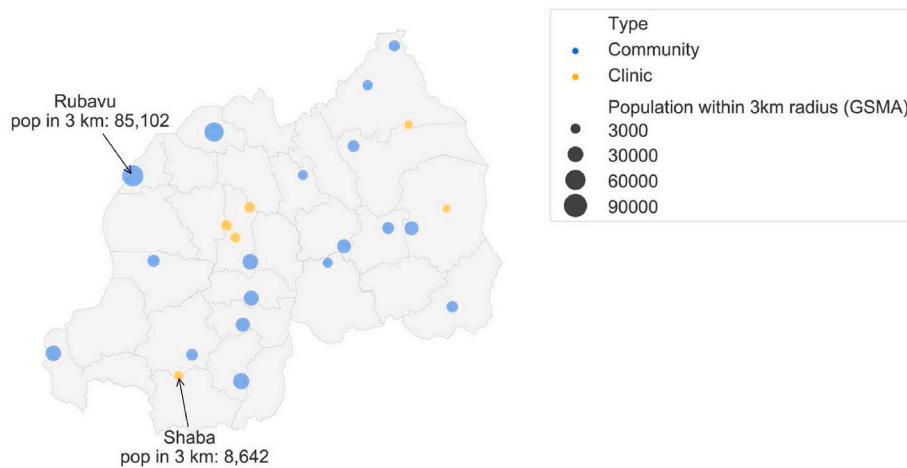 Rubavu
pop in 3 km: 85,102
Shaba
pop in 3 km: 8,642
Type
Community
Clinic
Population within 3km radius (GSMA)
3000
30000
60000
90000